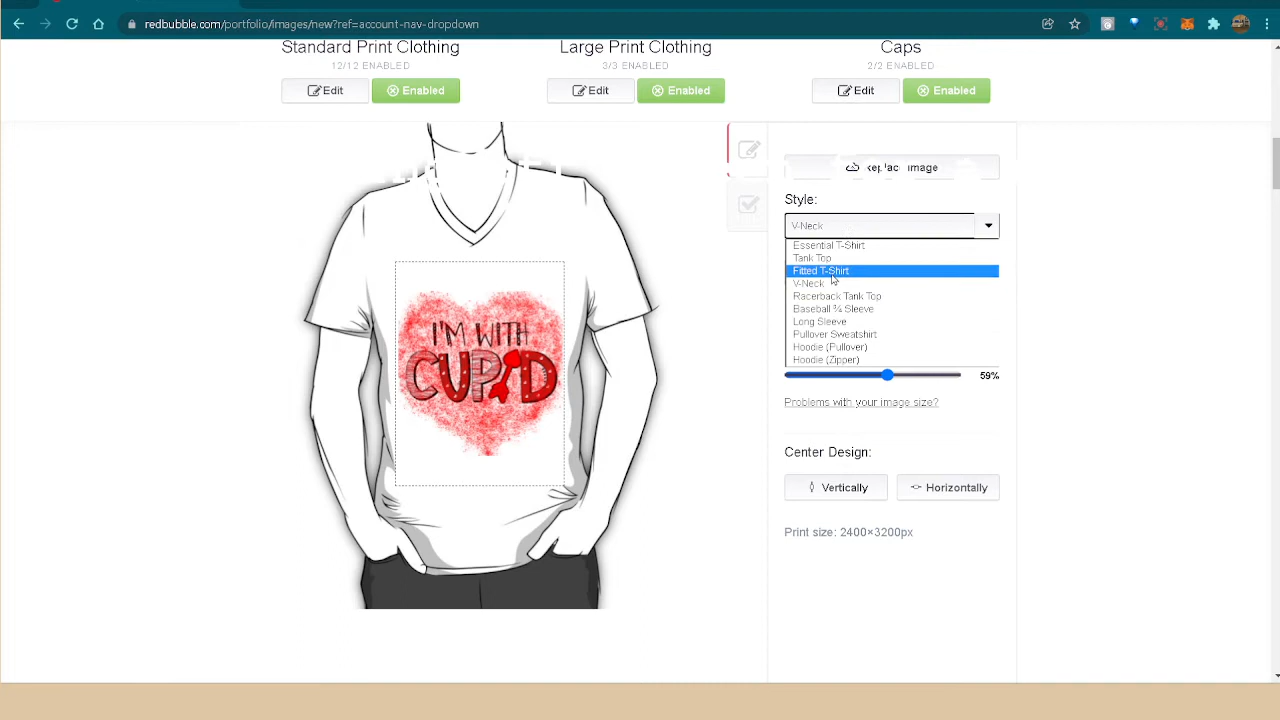 redbubble.com/portfolio/images/new?ref=account-nav-dropdown
Standard Print Clothing
Large Print Clothing
Caps
12/12 ENABLED
3/3 ENABLED
2/2 ENABLED
Edit
Enabled
Edit
Enabled
Edit
Enabled
Image
Style:
V-Neck
Essential T-Shirt
Tank Top
Fitted T-Shirt
V-Neck
Racerback Tank Top
Baseball ¾ Sleeve
Long Sleeve
Pullover Sweatshirt
Hoodie (Pullover)
Hoodie (Zipper)
59%
Problems with your image size?
Center Design:
Vertically
Horizontally
Print size: 2400×3200px
I'M WITH
CUPID